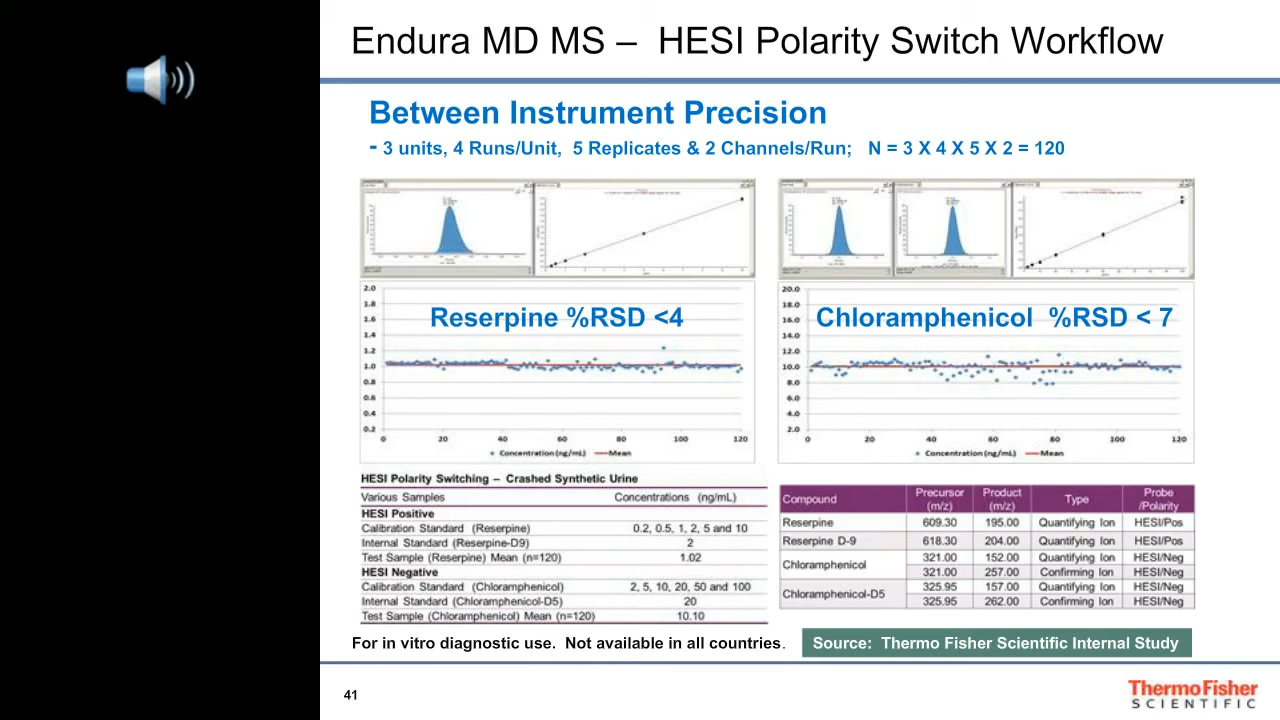 Endura MD MS – HESI Polarity Switch Workflow
Between Instrument Precision
- 3 units, 4 Runs/Unit, 5 Replicates & 2 Channels/Run; N = 3 X 4 X 5 X 2 = 120
2.0
1.8
1.6
1.4
1.2
1.0
0.8
0.6
0.4
0.2
Reserpine %RSD <4
0 20 40 60 80 100 120
Concentration (ng/mL) Mean
20.0
18.0
16.0
14.0
12.0
10.0
8.0
6.0
4.0
2.0
Chloramphenicol %RSD < 7
0 20 40 60 80 100 120
Concentration (ng/mL) Mean
HESI Polarity Switching – Crashed Synthetic Urine
Various Samples Concentrations (ng/mL)
HESI Positive
Calibration Standard (Reserpine) 0.2, 0.5, 1, 2, 5 and 10
Internal Standard (Reserpine-D9) 2
Test Sample (Reserpine) Mean (n=120) 1.02
HESI Negative
Calibration Standard (Chloramphenicol) 2, 5, 10, 20, 50 and 100
Internal Standard (Chloramphenicol-D5) 20
Test Sample (Chloramphenicol) Mean (n=120) 10.10
Compound Precursor (m/z) Product (m/z) Type Probe /Polarity
Reserpine 609.30 195.00 Quantifying Ion HESI/Pos
Reserpine D-9 618.30 204.00 Quantifying Ion HESI/Pos
Chloramphenicol 321.00 152.00 Quantifying Ion HESI/Neg
321.00 257.00 Confirming Ion HESI/Neg
Chloramphenicol-D5 325.95 157.00 Quantifying Ion HESI/Neg
325.95 262.00 Confirming Ion HESI/Neg
For in vitro diagnostic use. Not available in all countries.
Source: Thermo Fisher Scientific Internal Study
41
ThermoFisher
SCIENTIFIC